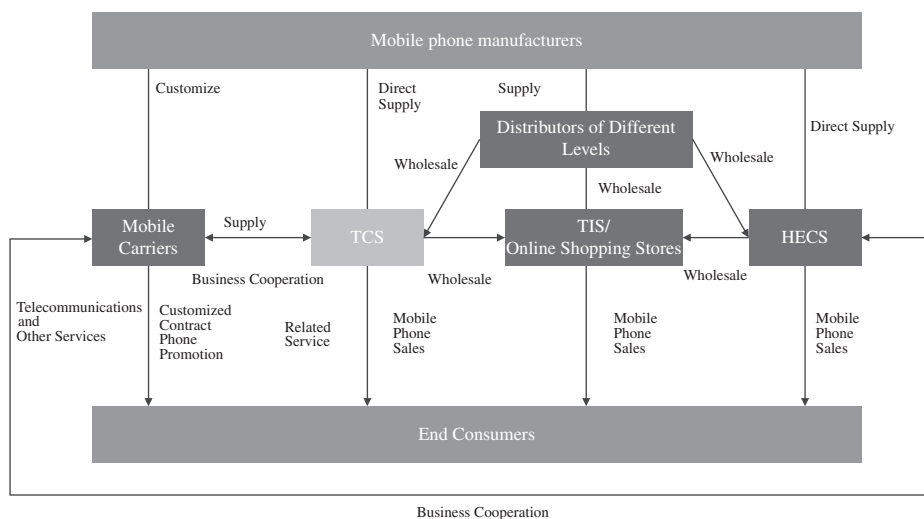 Mobile phone manufacturers
Customize
Direct
Supply
Supply
Distributors of Different
Levels
Direct Supply
Wholesale
Wholesale
Wholesale
Mobile
Carriers
Supply
TCS
TIS/
Online Shopping Stores
HECS
Business Cooperation
Wholesale
Wholesale
Telecommunications
and
Other Services
Customized
Contract
Phone
Promotion
Related
Service
Mobile
Phone
Sales
Mobile
Phone
Sales
Mobile
Phone
Sales
End Consumers
Business Cooperation